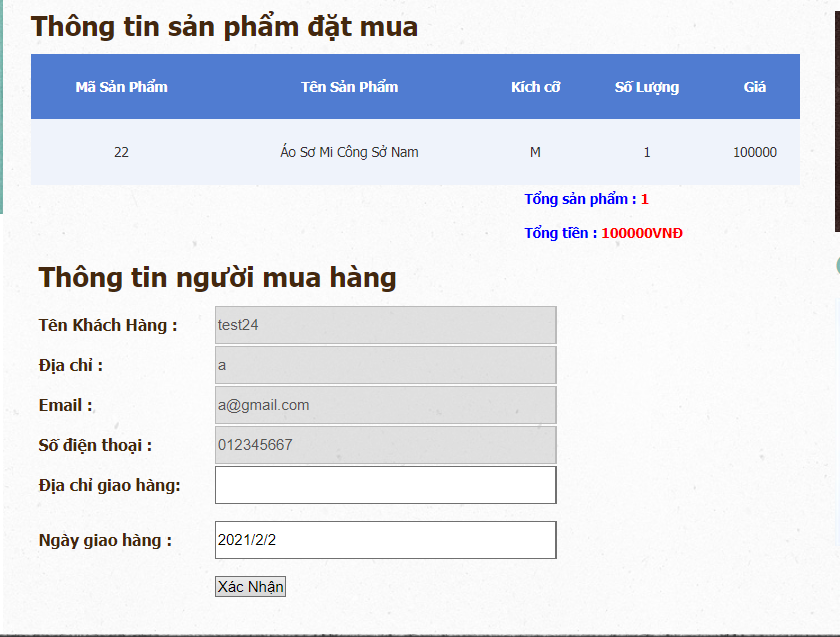 Thông tin sản phẩm đặt mua
Mã Sản Phẩm Tên Sản Phẩm Kích cỡ Số Lượng Giá
22 Áo Sơ Mi Công Sở Nam M 1 100000
Tổng sản phẩm : 1
Tổng tiền : 100000VNĐ
Thông tin người mua hàng
Tên Khách Hàng : test24
Địa chỉ : a
Email : a@gmail.com
Số điện thoại : 012345667
Địa chỉ giao hàng:
Ngày giao hàng : 2021/2/2
Xác Nhận